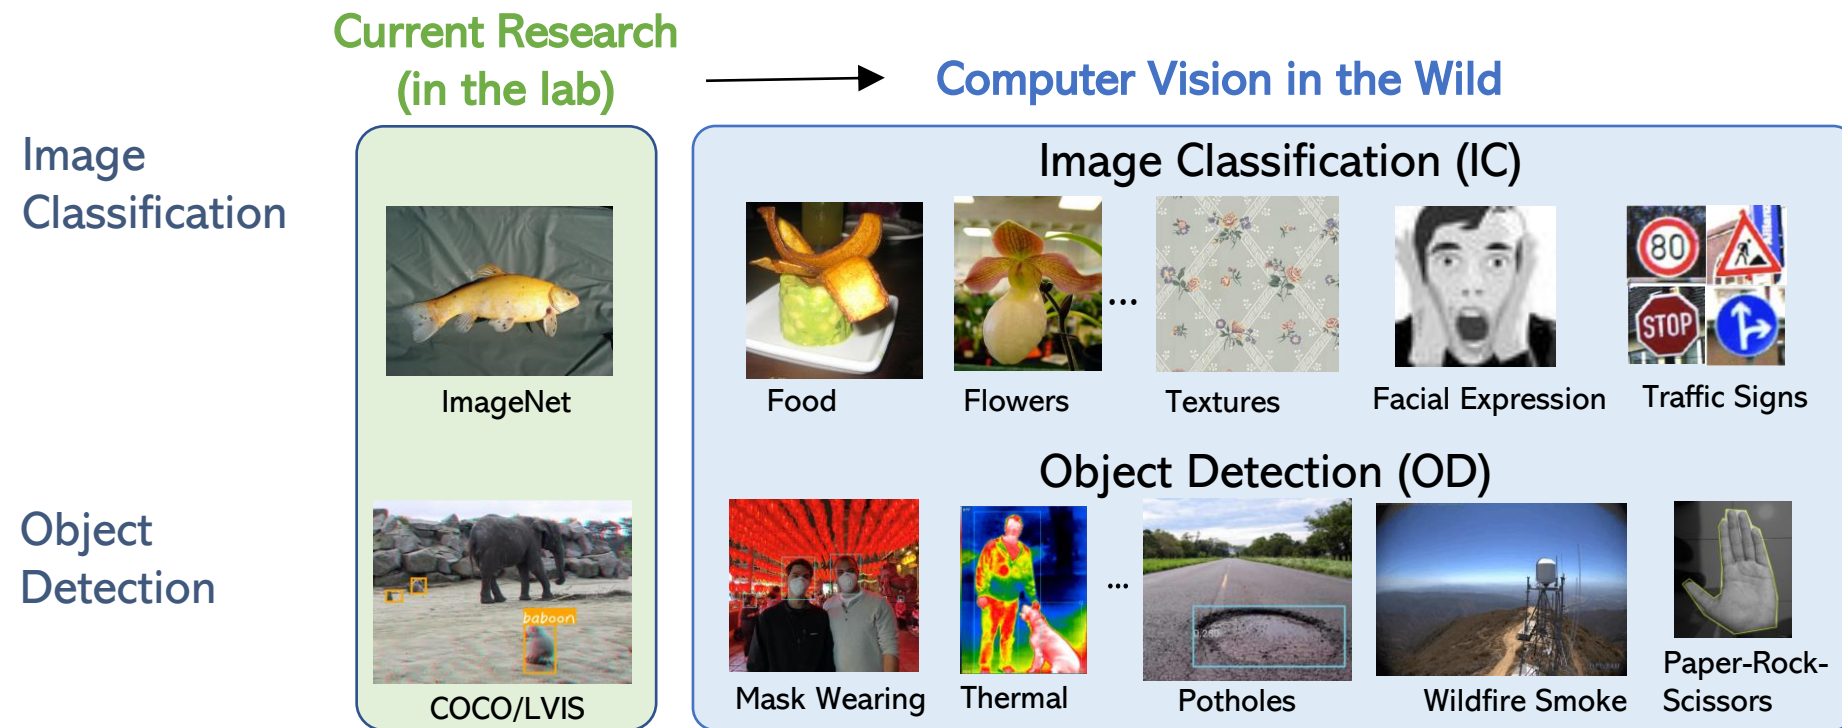 Current Research
(in the lab)
Computer Vision in the Wild
Image
Classification
Image Classification (IC)
80
STOP
ImageNet
Food
Flowers
...
Textures
Facial Expression
Traffic Signs
Object
Detection
Object Detection (OD)
baboon
...
COCO/LVIS
Mask Wearing
Thermal
Potholes
Wildfire Smoke
Paper-Rock-
Scissors